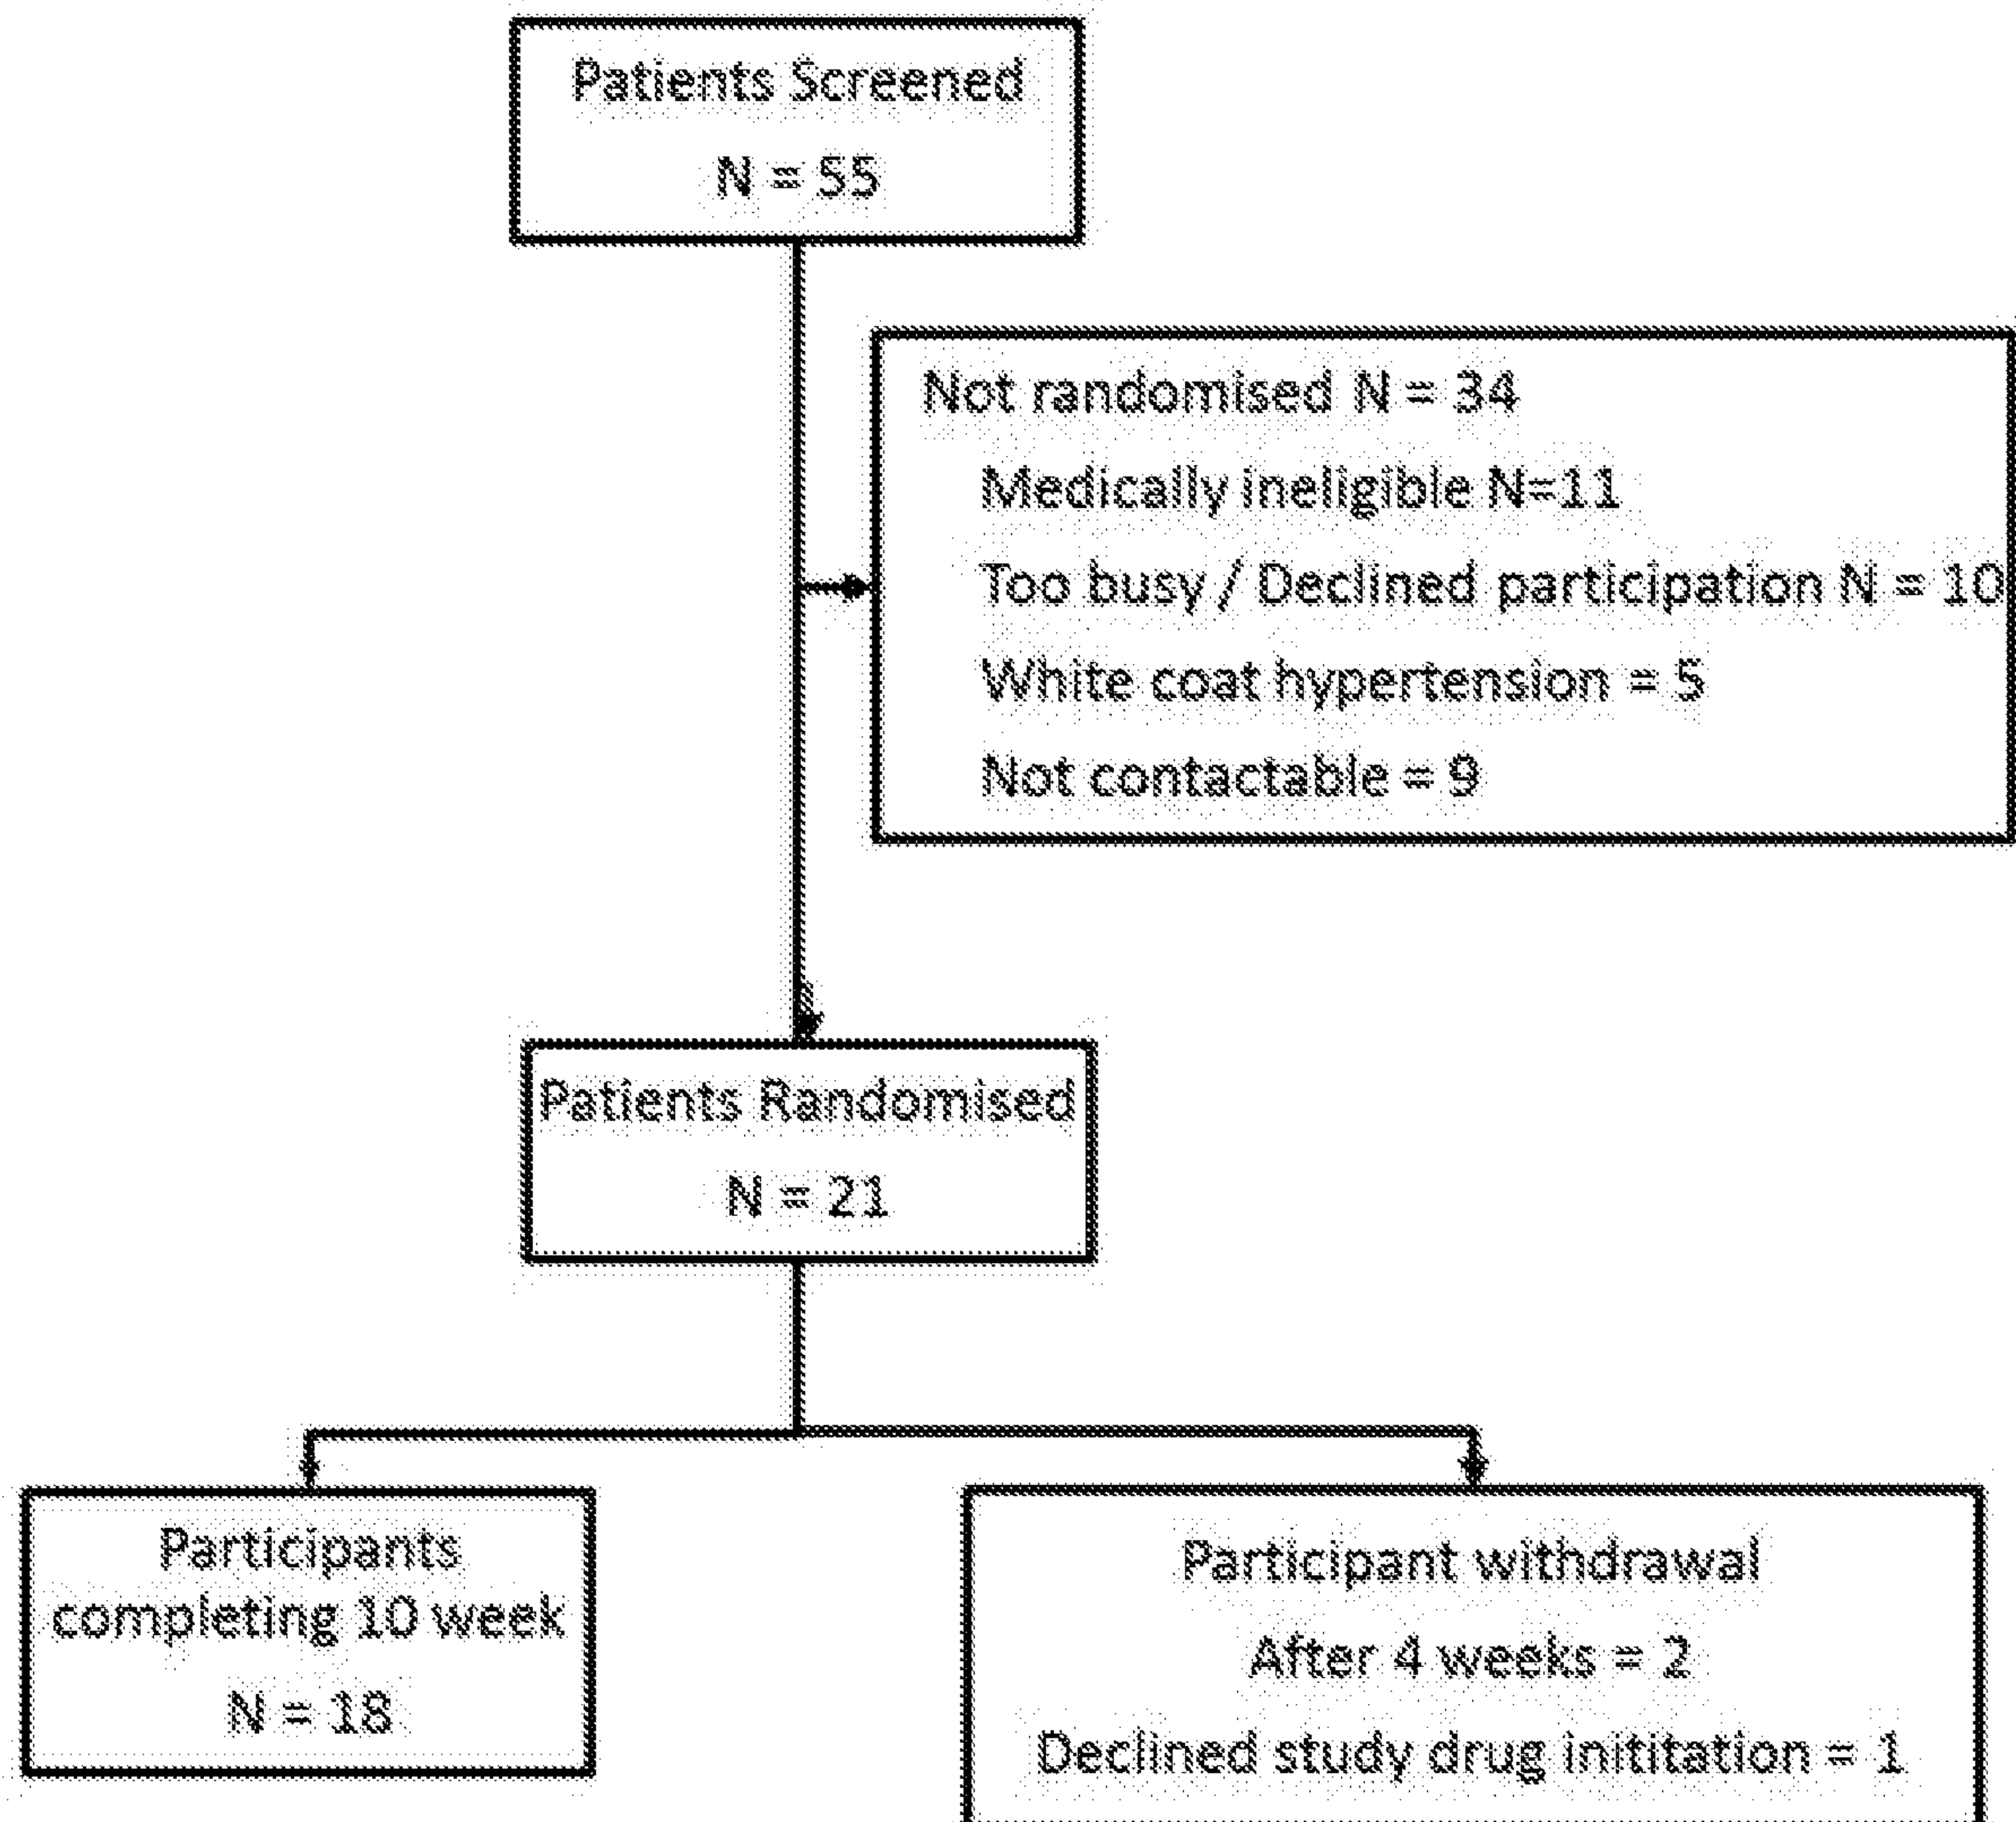 Patients Screened
N = 55
Not randomised N = 34
Medically ineligible N=11
Too busy / Declined participation N = 10
White coat hypertension = 5
Not contactable = 9
Patients Randomised
N = 21
Participants
completing 10 week
N = 18
Participant withdrawal
After 4 weeks = 2
Declined study drug inititation = 1